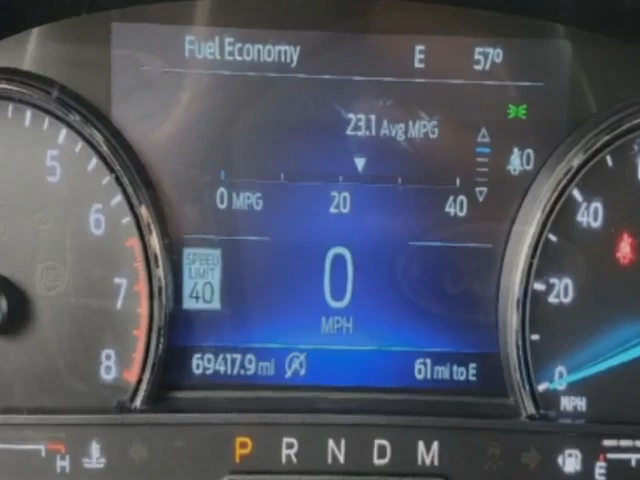 Fuel Economy E 57°
23.1 Avg MPG
0 MPG 20 40
SPEED
LIMIT
40
0
MPH
69417.9 mi 61 mi to E
5
6
7
8
40
20
0
MPH
H P R N D M E